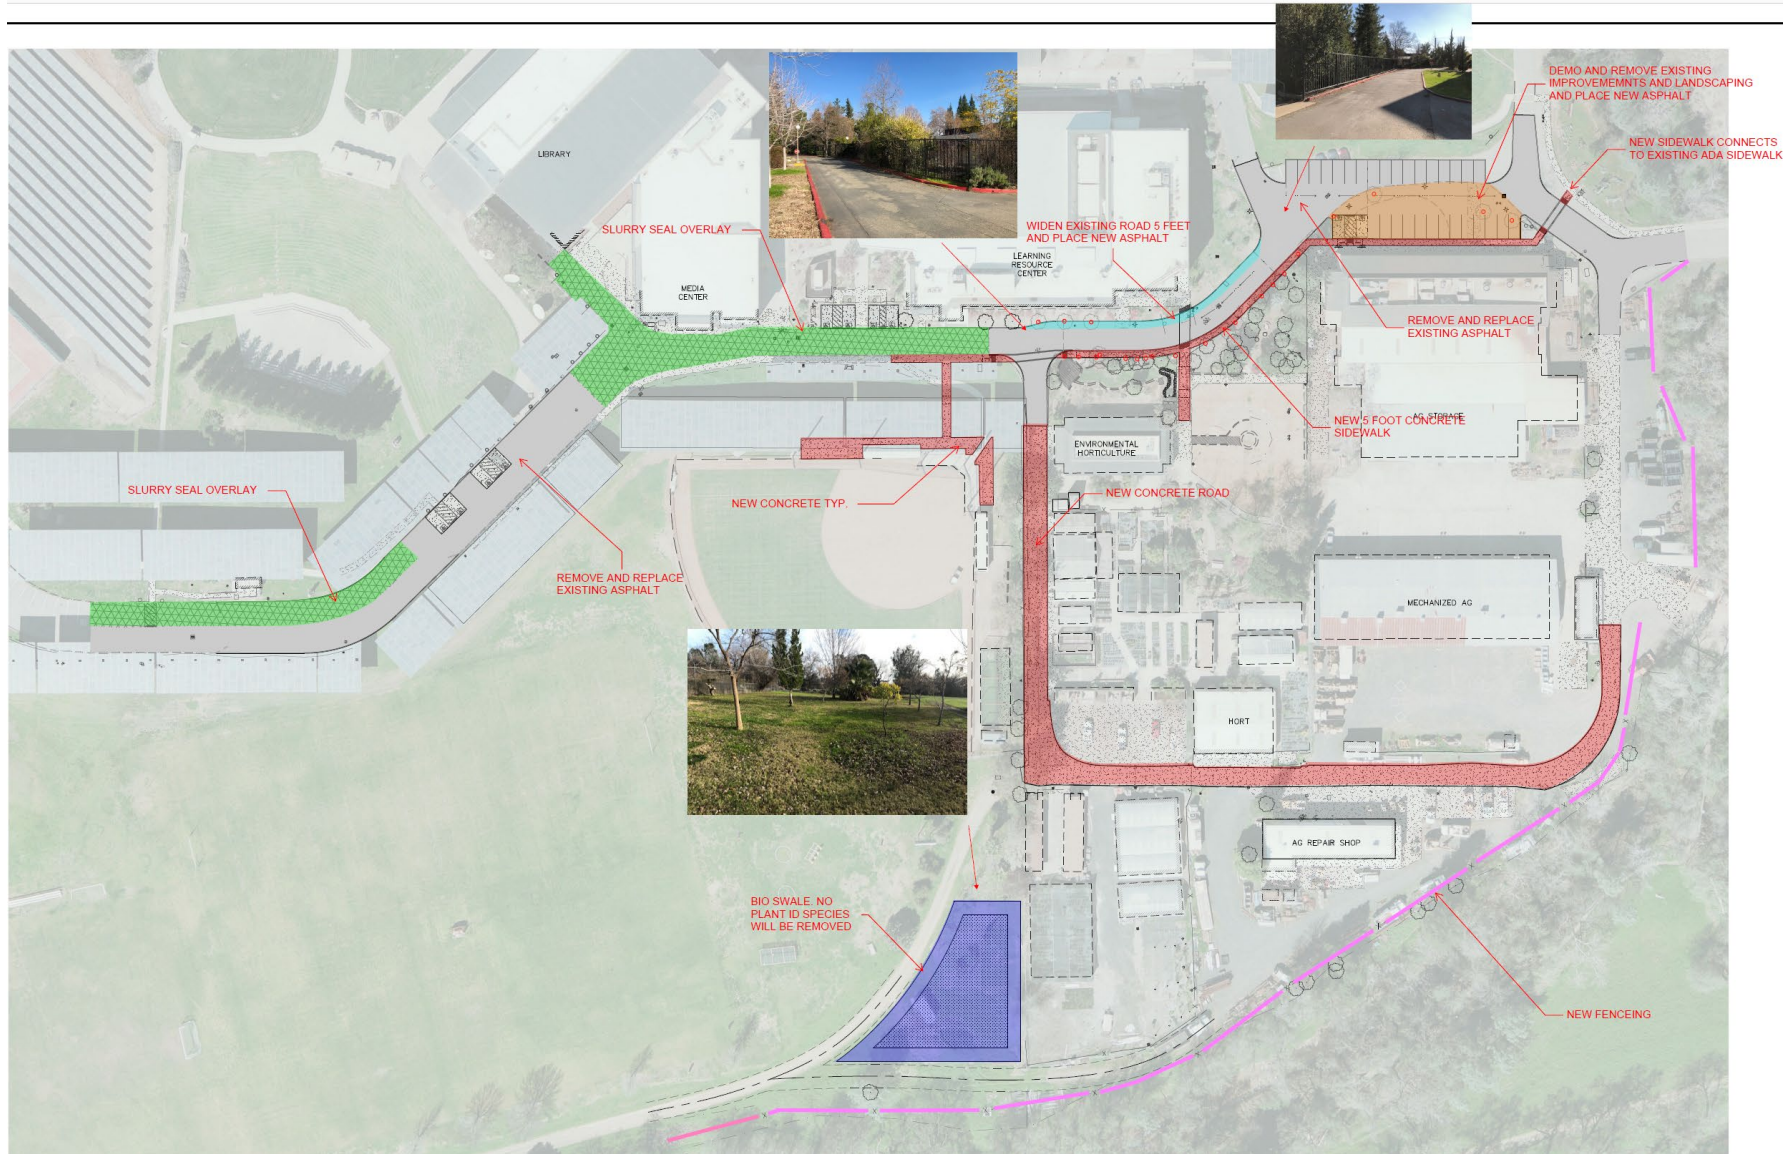 DEMO AND REMOVE EXISTING
IMPROVEMEMNTS AND LANDSCAPING
AND PLACE NEW ASPHALT
NEW SIDEWALK CONNECTS
TO EXISTING ADA SIDEWALK
LIBRARY
SLURRY SEAL OVERLAY
WIDEN EXISTING ROAD 5 FEET
AND PLACE NEW ASPHALT
LEARNING
RESOURCE
CENTER
MEDIA
CENTER
REMOVE AND REPLACE
EXISTING ASPHALT
AG STORAGE
NEW 5 FOOT CONCRETE
SIDEWALK
ENVIRONMENTAL
HORTICULTURE
SLURRY SEAL OVERLAY
NEW CONCRETE TYP.
NEW CONCRETE ROAD
REMOVE AND REPLACE
EXISTING ASPHALT
MECHANIZED AG
HORT
AG REPAIR SHOP
BIO SWALE. NO
PLANT ID SPECIES
WILL BE REMOVED
NEW FENCEING